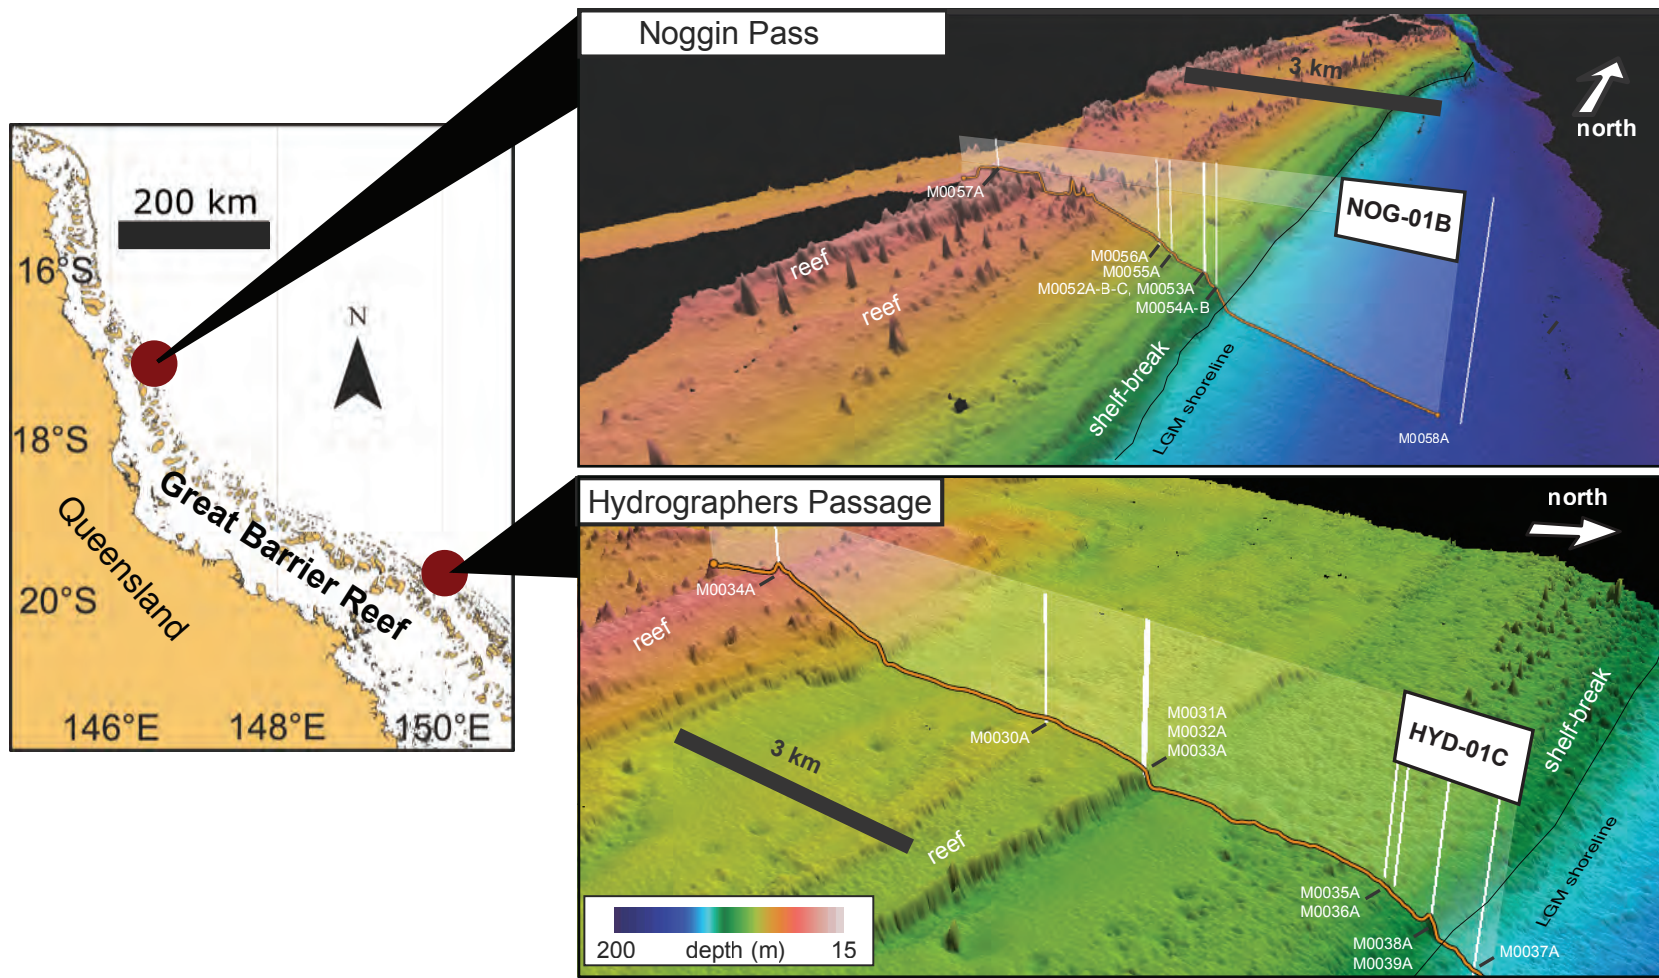 200 km
N
16°S
18°S
20°S
146°E
148°E
150°E
Queensland
Great Barrier Reef
Noggin Pass
3 km
north
NOG-01B
M0057A
M0056A
M0055A
M0052A-B-C, M0053A
M0054A-B
M0058A
reef
reef
shelf-break
LGM shoreline
Hydrographers Passage
north
M0034A
reef
M0030A
M0031A
M0032A
M0033A
3 km
reef
HYD-01C
shelf-break
LGM shoreline
M0035A
M0036A
M0038A
M0039A
M0037A
200 depth (m) 15